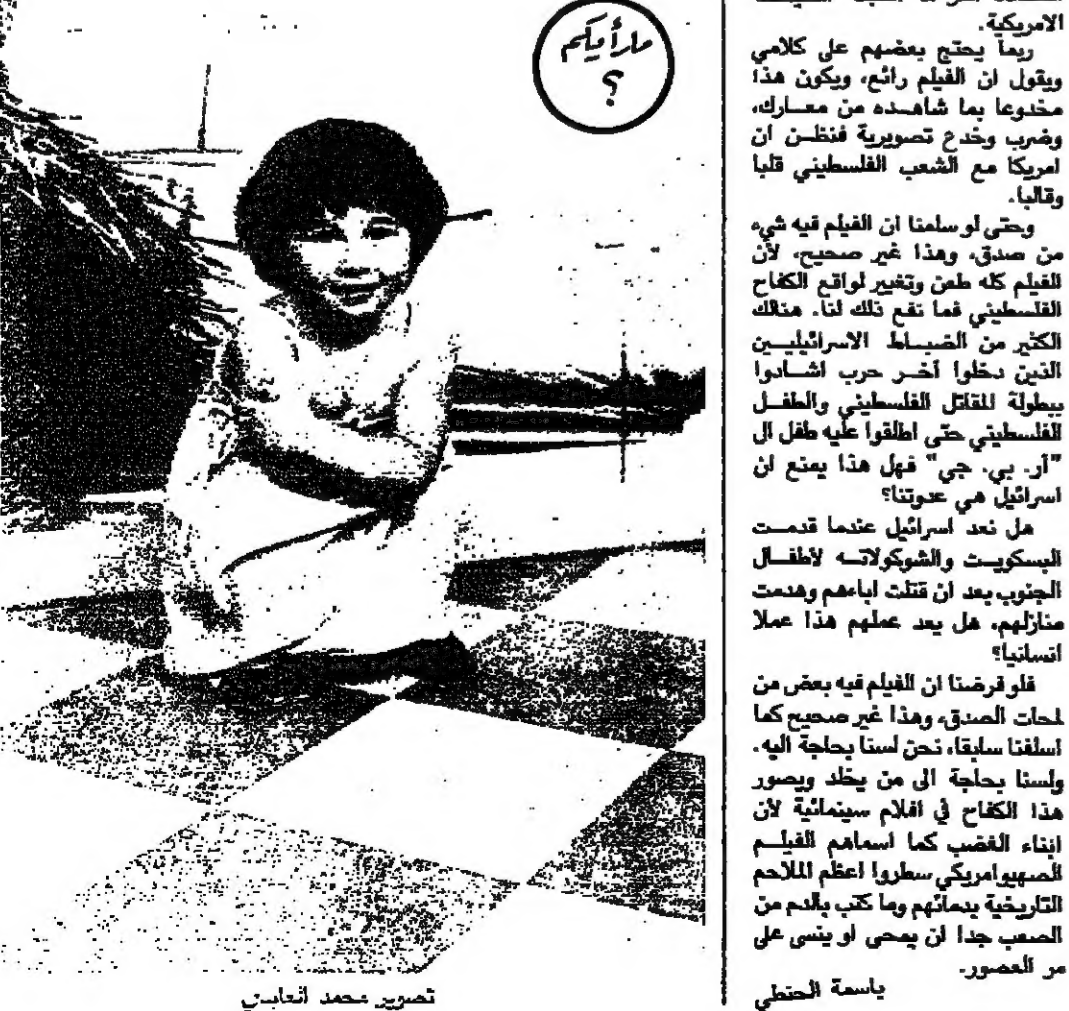 مارأيكم
؟
الامريكية.
ربما يحتج بعضهم على كلامي
ويقول ان الفيلم رائع، ويكون هذا
مخدوعا بما شاهده من معارك،
وضرب وخدع تصويرية فنظن ان
امريكا مع الشعب الفلسطيني قلبا
وقالبا.
وحتى لو سلمنا ان الفيلم فيه شيء
من صدق، وهذا غير صحيح، لأن
الفيلم كله طعن وتغيير لواقع الكفاح
الفلسطيني فما نفع ذلك لنا. هنالك
الكثير من الضباط الاسرائيليين
الذين دخلوا آخر حرب اشادوا
ببطولة المقاتل الفلسطيني والطفل
الفلسطيني حتى اطلقوا عليه طفل ال
"آر. بي. جي" فهل هذا يمنع ان
اسرائيل هي عدوتنا؟
هل نعد اسرائيل عندما قدمت
البسكويت والشوكولاته لأطفال
الجنوب بعد ان قتلت اباءهم وهدمت
منازلهم، هل يعد عملهم هذا عملا
انسانيا؟
فلو فرضنا ان الفيلم فيه بعض من
لمحات الصدق، وهذا غير صحيح كما
اسلفنا سابقا، نحن لسنا بحاجة اليه.
ولسنا بحاجة الى من يخلد ويصور
هذا الكفاح في افلام سينمائية لأن
ابناء الغضب كما اسماهم الفيلم
الصهيوامريكي سطروا اعظم الملاحم
التاريخية بدمائهم وما كتب بالدم من
الصعب جدا ان يمحى او ينسى على
مر العصور.
باسمة
تصوير محمد